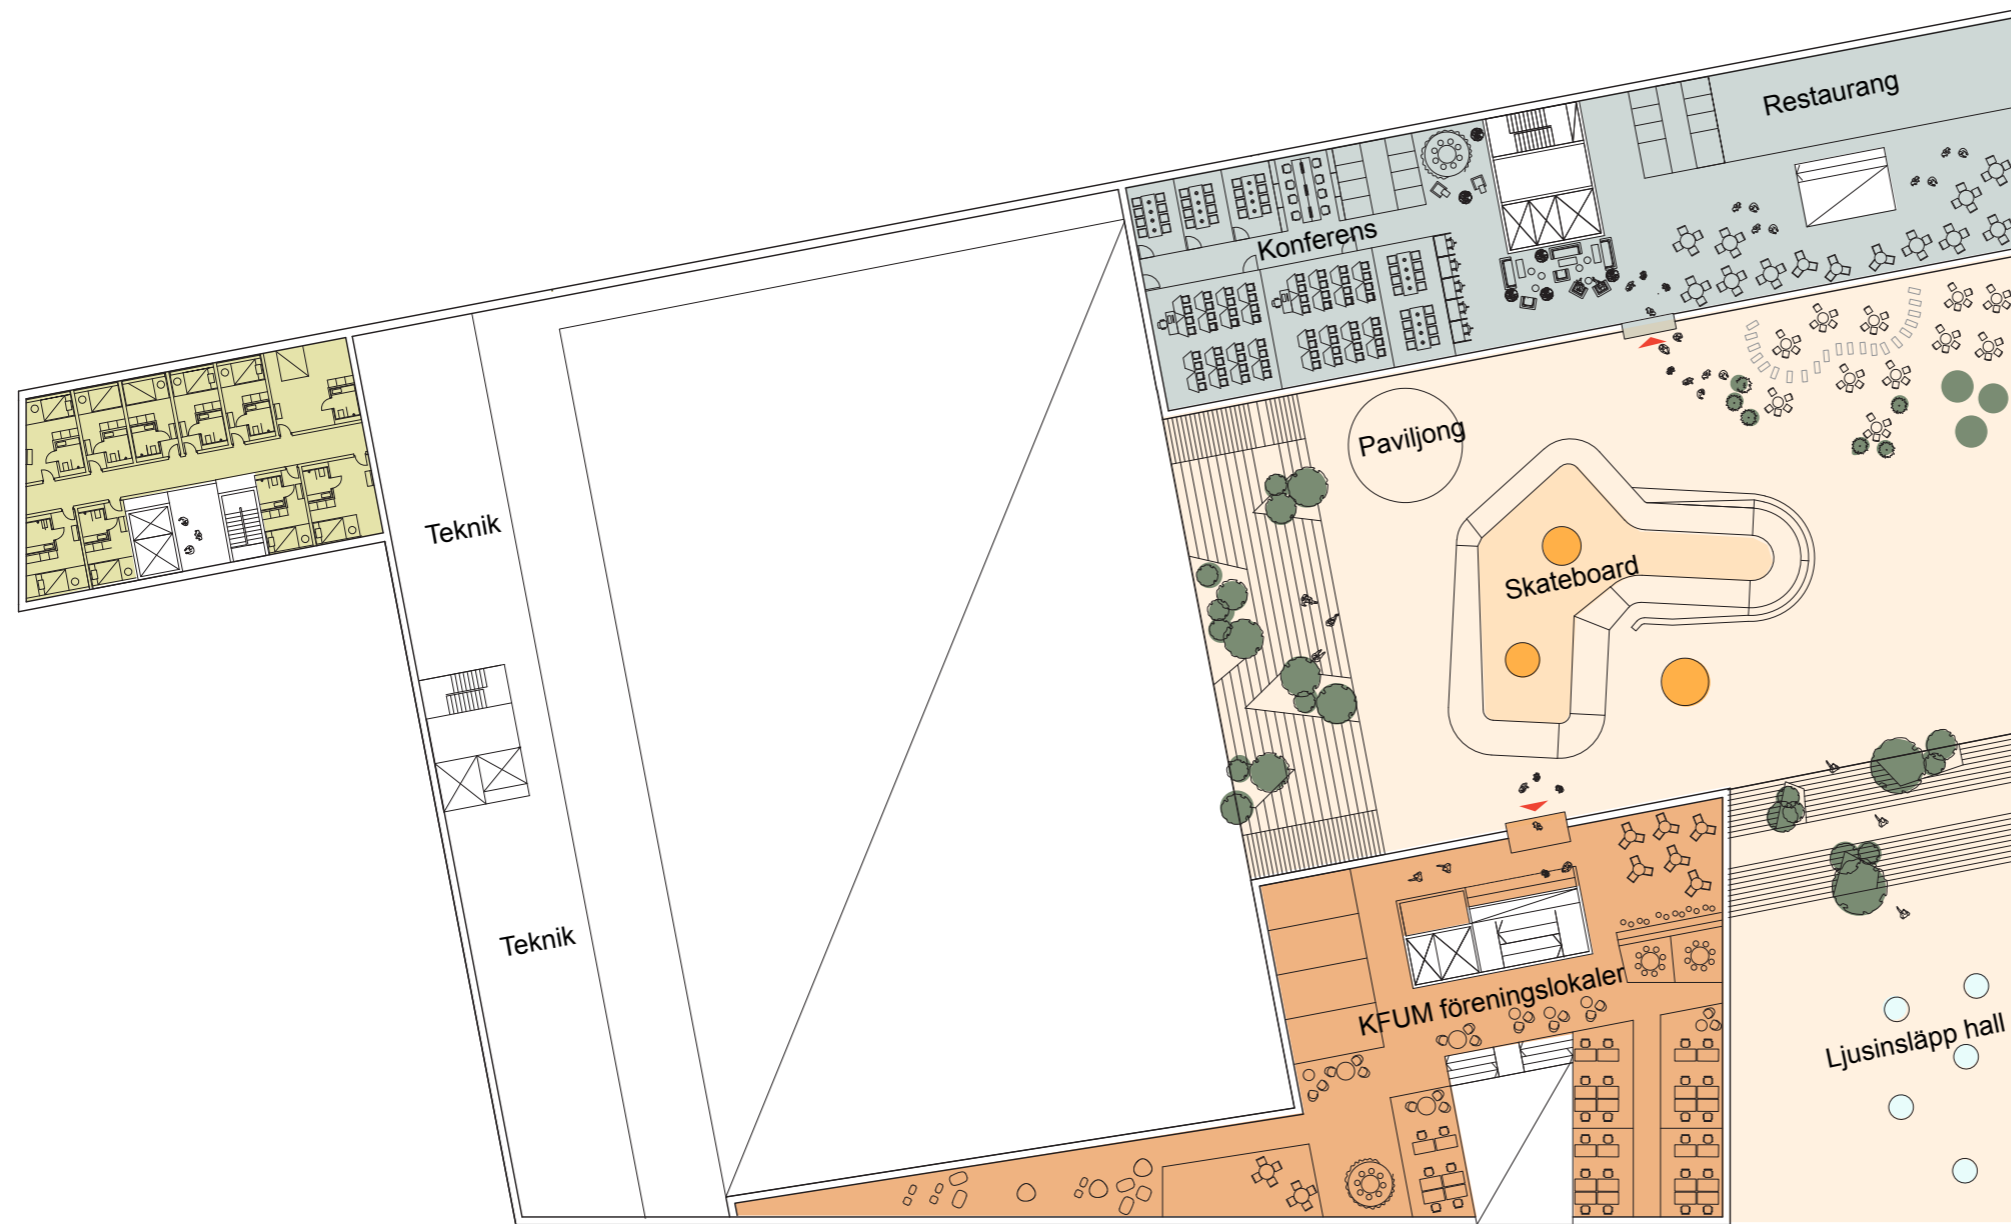 Restaurang
Konferens
Paviljong
Teknik
Skateboard
Teknik
KFUM föreningslokaler
Ljusinsläpp hall